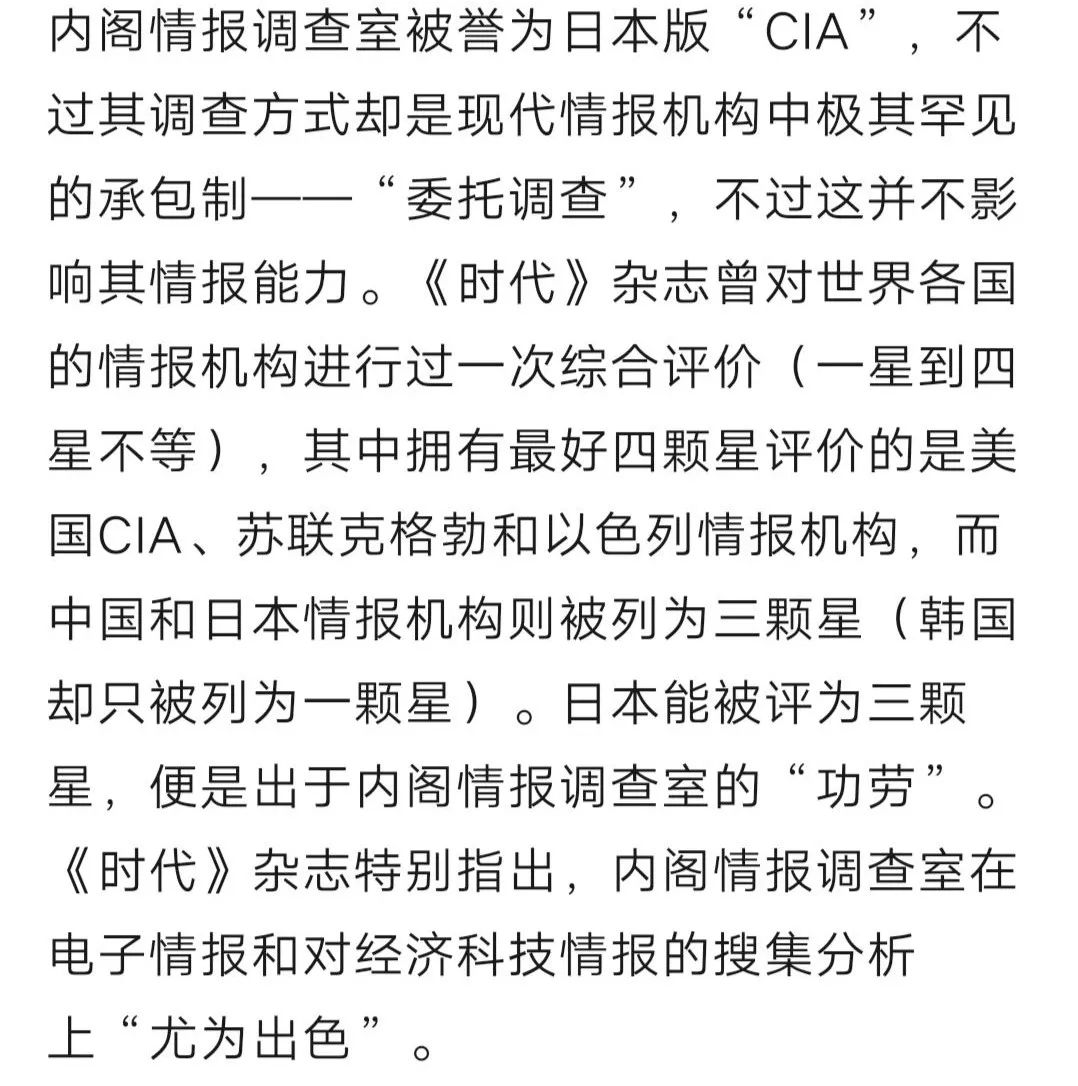 内阁情报调查室被誉为日本版“CIA”，不
过其调查方式却是现代情报机构中极其罕见
的承包制——“委托调查”，不过这并不影
响其情报能力。《时代》杂志曾对世界各国
的情报机构进行过一次综合评价（一星到四
星不等），其中拥有最好四颗星评价的是美
国CIA、苏联克格勃和以色列情报机构，而
中国和日本情报机构则被列为三颗星（韩国
却只被列为一颗星）。日本能被评为三颗
星，便是出于内阁情报调查室的“功劳”。
《时代》杂志特别指出，内阁情报调查室在
电子情报和对经济科技情报的搜集分析
上“尤为出色”。